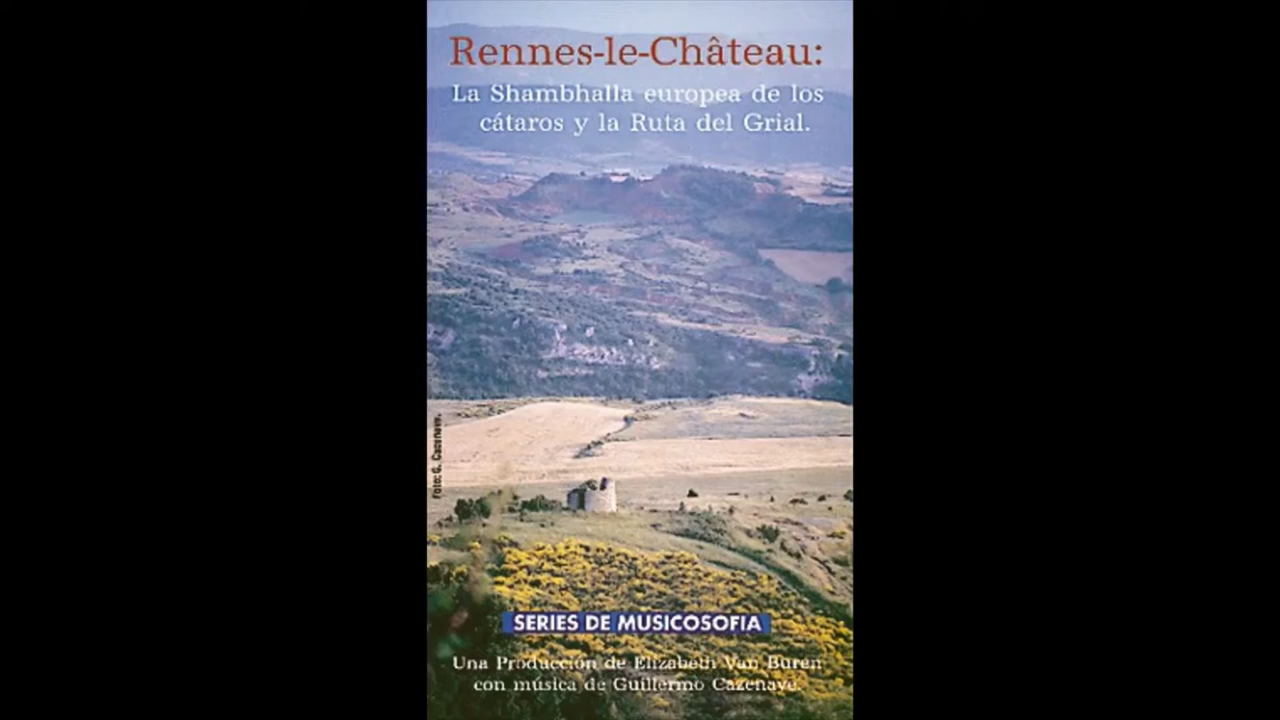 Rennes-le-Château:
La Shambhalla europea de los
cátaros y la Ruta del Grial.
Foto: G. Cazenave.
SERIES DE MUSICOSOFIA
Una Producción de Elizabeth Van Buren
con música de Guillermo Cazenave.